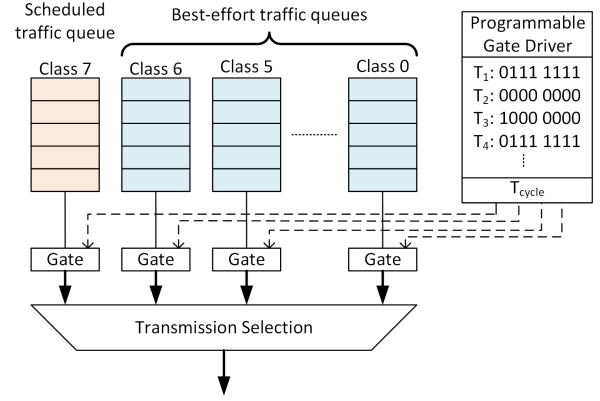 Scheduled
traffic queue
Best-effort traffic queues
Class 7
Class 6
Class 5
Class 0
Programmable
Gate Driver
T1: 0111 1111
T2: 0000 0000
T3: 1000 0000
T4: 0111 1111
Tcycle
Gate
Gate
Gate
Gate
Transmission Selection